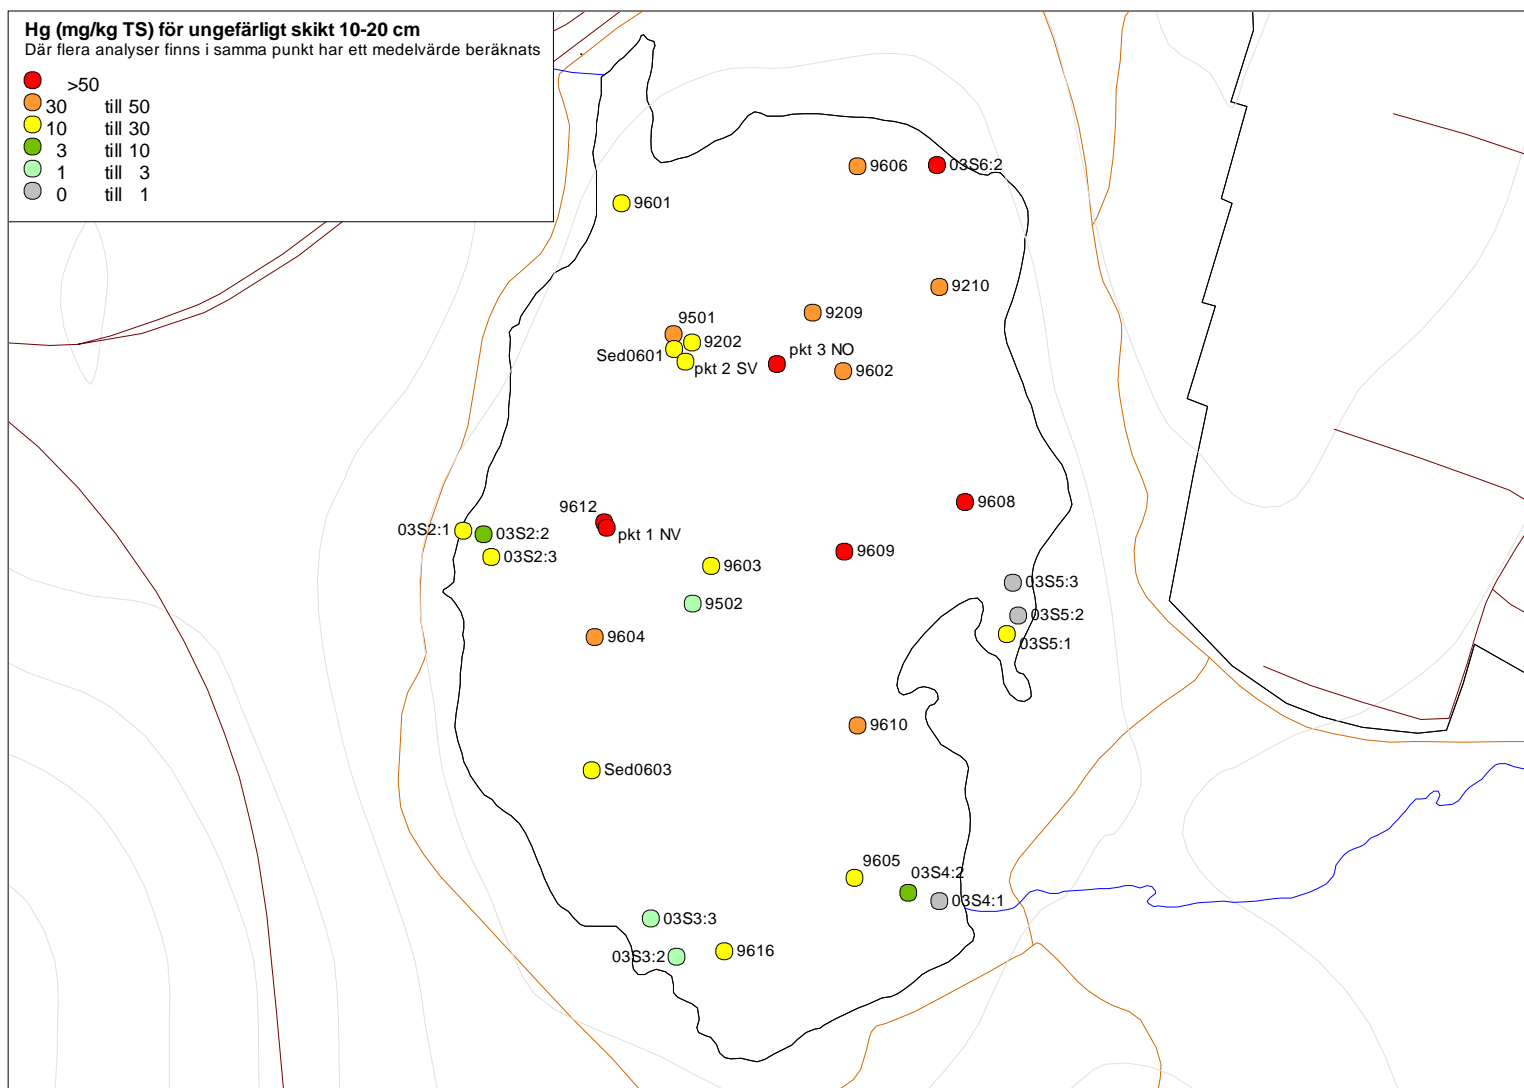 Hg (mg/kg TS) för ungefärligt skikt 10-20 cm
Där flera analyser finns i samma punkt har ett medelvärde beräknats
>50
30 till 50
10 till 30
3 till 10
1 till 3
0 till 1
9606
03S6:2
9601
9210
9209
9501
9202
Sed0601
pkt 3 NO
pkt 2 SV
9602
9608
9612
03S2:1
03S2:2
pkt 1 NV
03S2:3
9609
9603
03S5:3
9502
03S5:2
9604
03S5:1
9610
Sed0603
9605
03S4:2
03S4:1
03S3:3
9616
03S3:2